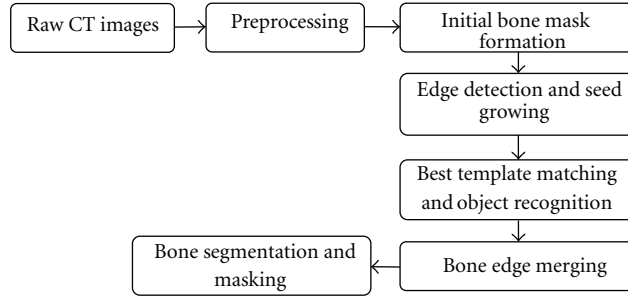 Raw CT images
Preprocessing
Initial bone mask
formation
Edge detection and seed
growing
Best template matching
and object recognition
Bone edge merging
Bone segmentation and
masking